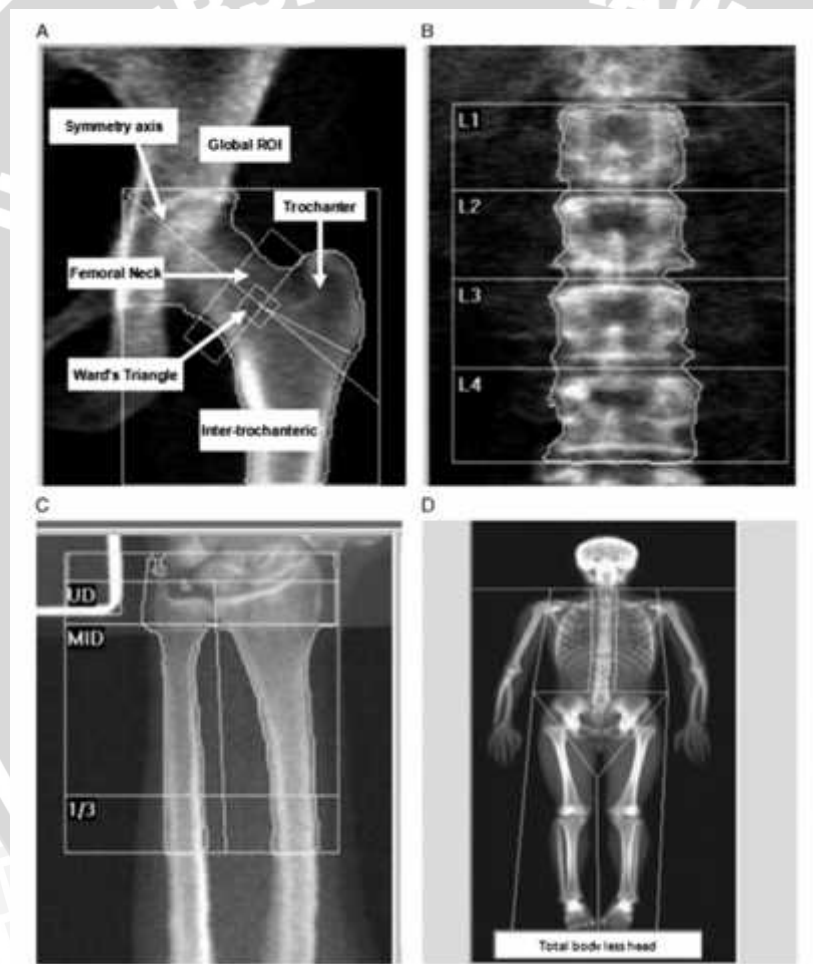 A
B
Symmetry axis
Global ROI
Trochanter
Femoral Neck
Ward's Triangle
Inter-trochanteric
L1
L2
L3
L4
C
D
UD
MID
1/3
Total body less head